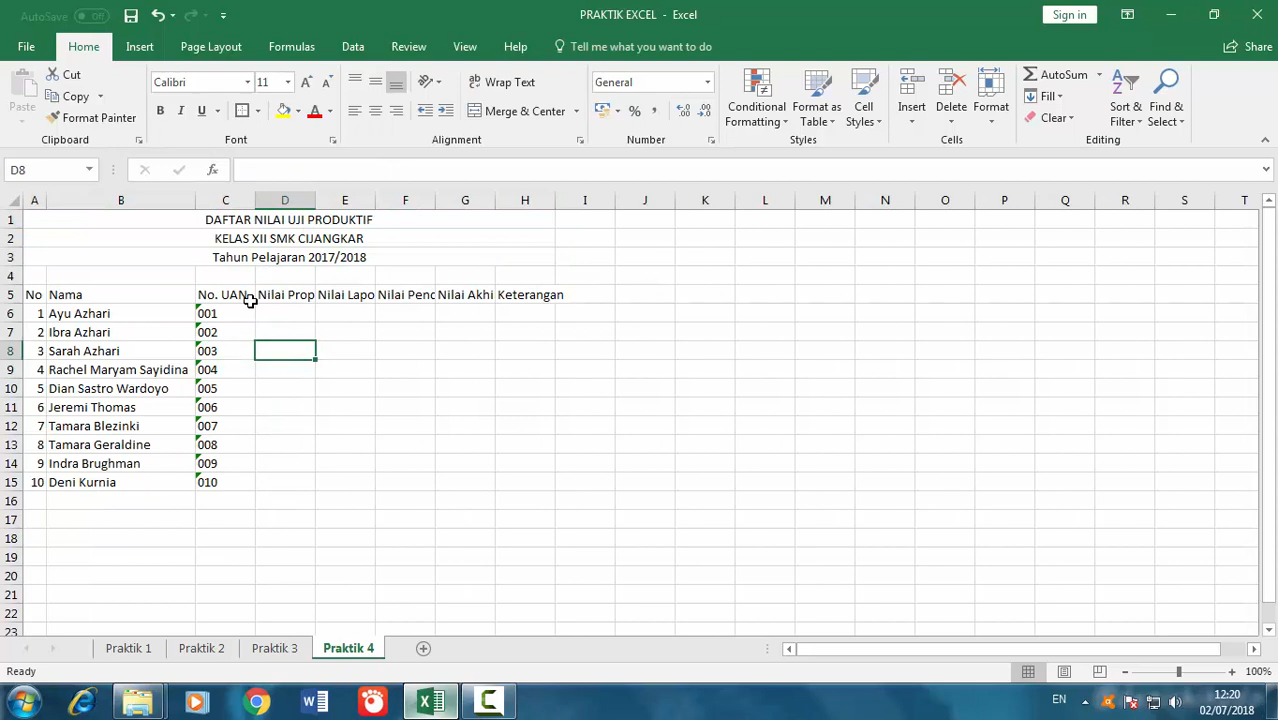 AutoSave Off PRAKTIK EXCEL - Excel Sign in
File Home Insert Page Layout Formulas Data Review View Help Tell me what you want to do Share
Paste Cut Copy Format Painter Clipboard
Calibri 11 A A B I U A Font
ab Wrap Text Merge & Center Alignment
General % , Number
Conditional Formatting Format as Table Cell Styles Styles
Insert Delete Format Cells
AutoSum Fill Clear Sort & Filter Find & Select Editing
D8 fx
A B C D E F G H I J K L M N O P Q R S T
1 DAFTAR NILAI UJI PRODUKTIF
2 KELAS XII SMK CIJANGKAR
3 Tahun Pelajaran 2017/2018
4
5 No Nama No. UAN Nilai Prop Nilai Lapo Nilai Penc Nilai Akhi Keterangan
6 1 Ayu Azhari 001
7 2 Ibra Azhari 002
8 3 Sarah Azhari 003
9 4 Rachel Maryam Sayidina 004
10 5 Dian Sastro Wardoyo 005
11 6 Jeremi Thomas 006
12 7 Tamara Blezinki 007
13 8 Tamara Geraldine 008
14 9 Indra Brughman 009
15 10 Deni Kurnia 010
16
17
18
19
20
21
22
23
Praktik 1 Praktik 2 Praktik 3 Praktik 4
Ready 100%
EN 12:20
02/07/2018